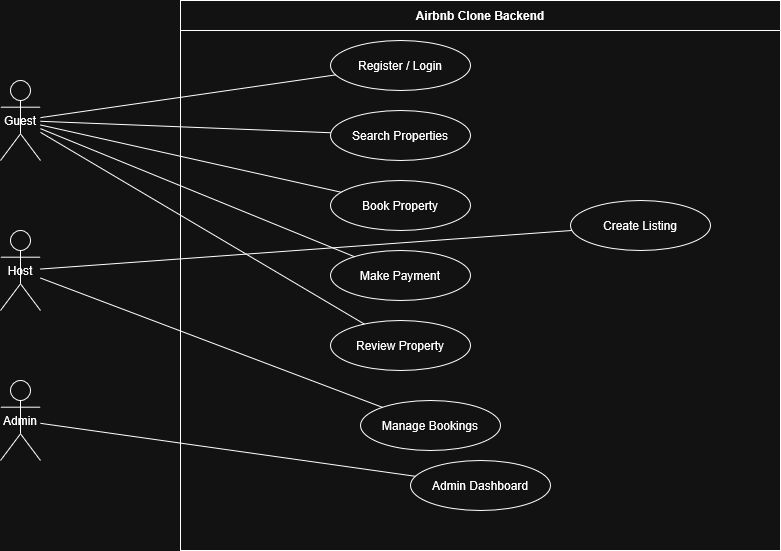 Airbnb Clone Backend
Register / Login
Guest
Search Properties
Book Property
Create Listing
Host
Make Payment
Review Property
Admin
Manage Bookings
Admin Dashboard